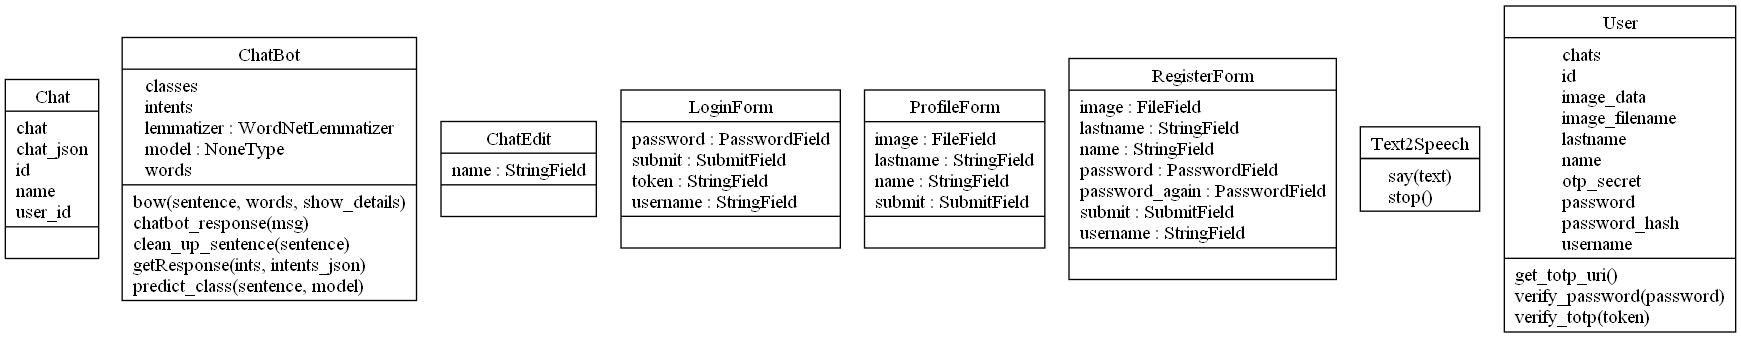 Chat
chat
chat_json
id
name
user_id
ChatBot
classes
intents
lemmatizer : WordNetLemmatizer
model : NoneType
words
bow(sentence, words, show_details)
chatbot_response(msg)
clean_up_sentence(sentence)
getResponse(ints, intents_json)
predict_class(sentence, model)
ChatEdit
name : StringField
LoginForm
password : PasswordField
submit : SubmitField
token : StringField
username : StringField
ProfileForm
image : FileField
lastname : StringField
name : StringField
submit : SubmitField
RegisterForm
image : FileField
lastname : StringField
name : StringField
password : PasswordField
password_again : PasswordField
submit : SubmitField
username : StringField
Text2Speech
say(text)
stop()
User
chats
id
image_data
image_filename
lastname
name
otp_secret
password
password_hash
username
get_totp_uri()
verify_password(password)
verify_totp(token)